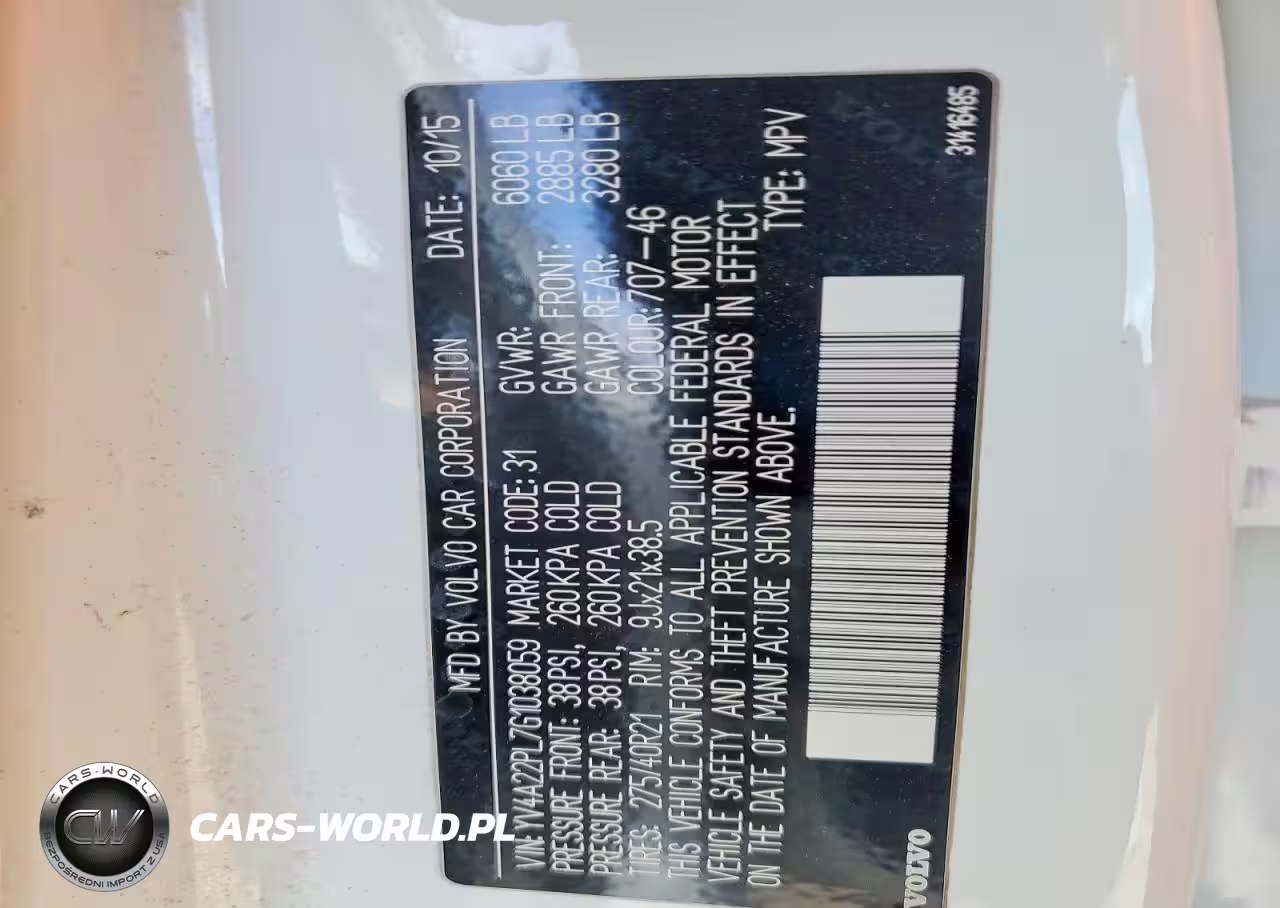 MFD BY VOLVO CAR CORPORATION DATE: 10/15
VIN: YV4A22PL7G1038059 MARKET CODE: 31 GVWR: 6060 LB
PRESSURE FRONT: 38PSI, 260KPA COLD GAWR FRONT: 2885 LB
PRESSURE REAR: 38PSI, 260KPA COLD GAWR REAR: 3280 LB
TIRES: 275/40R21 RIM: 9Jx21x38.5 COLOUR: 707-46
THIS VEHICLE CONFORMS TO ALL APPLICABLE FEDERAL MOTOR
VEHICLE SAFETY AND THEFT PREVENTION STANDARDS IN EFFECT
ON THE DATE OF MANUFACTURE SHOWN ABOVE. TYPE: MPV
VOLVO
31416485
CARS-WORLD
CW
BEZPOŚREDNI IMPORT Z USA
CARS-WORLD.PL